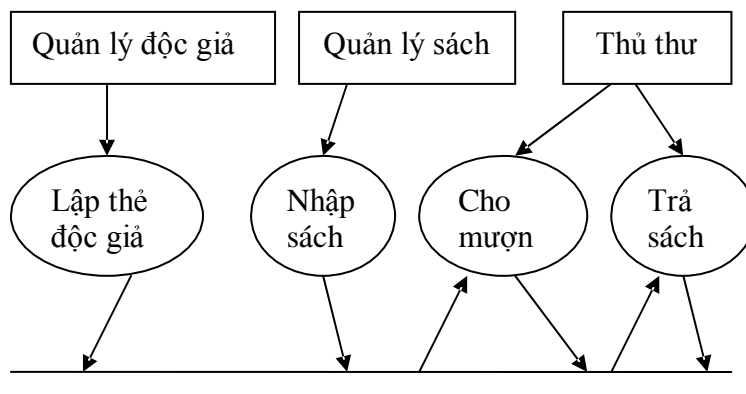 Quản lý độc giả
Quản lý sách
Thủ thư
Lập thẻ
độc giả
Nhập
sách
Cho
mượn
Trả
sách